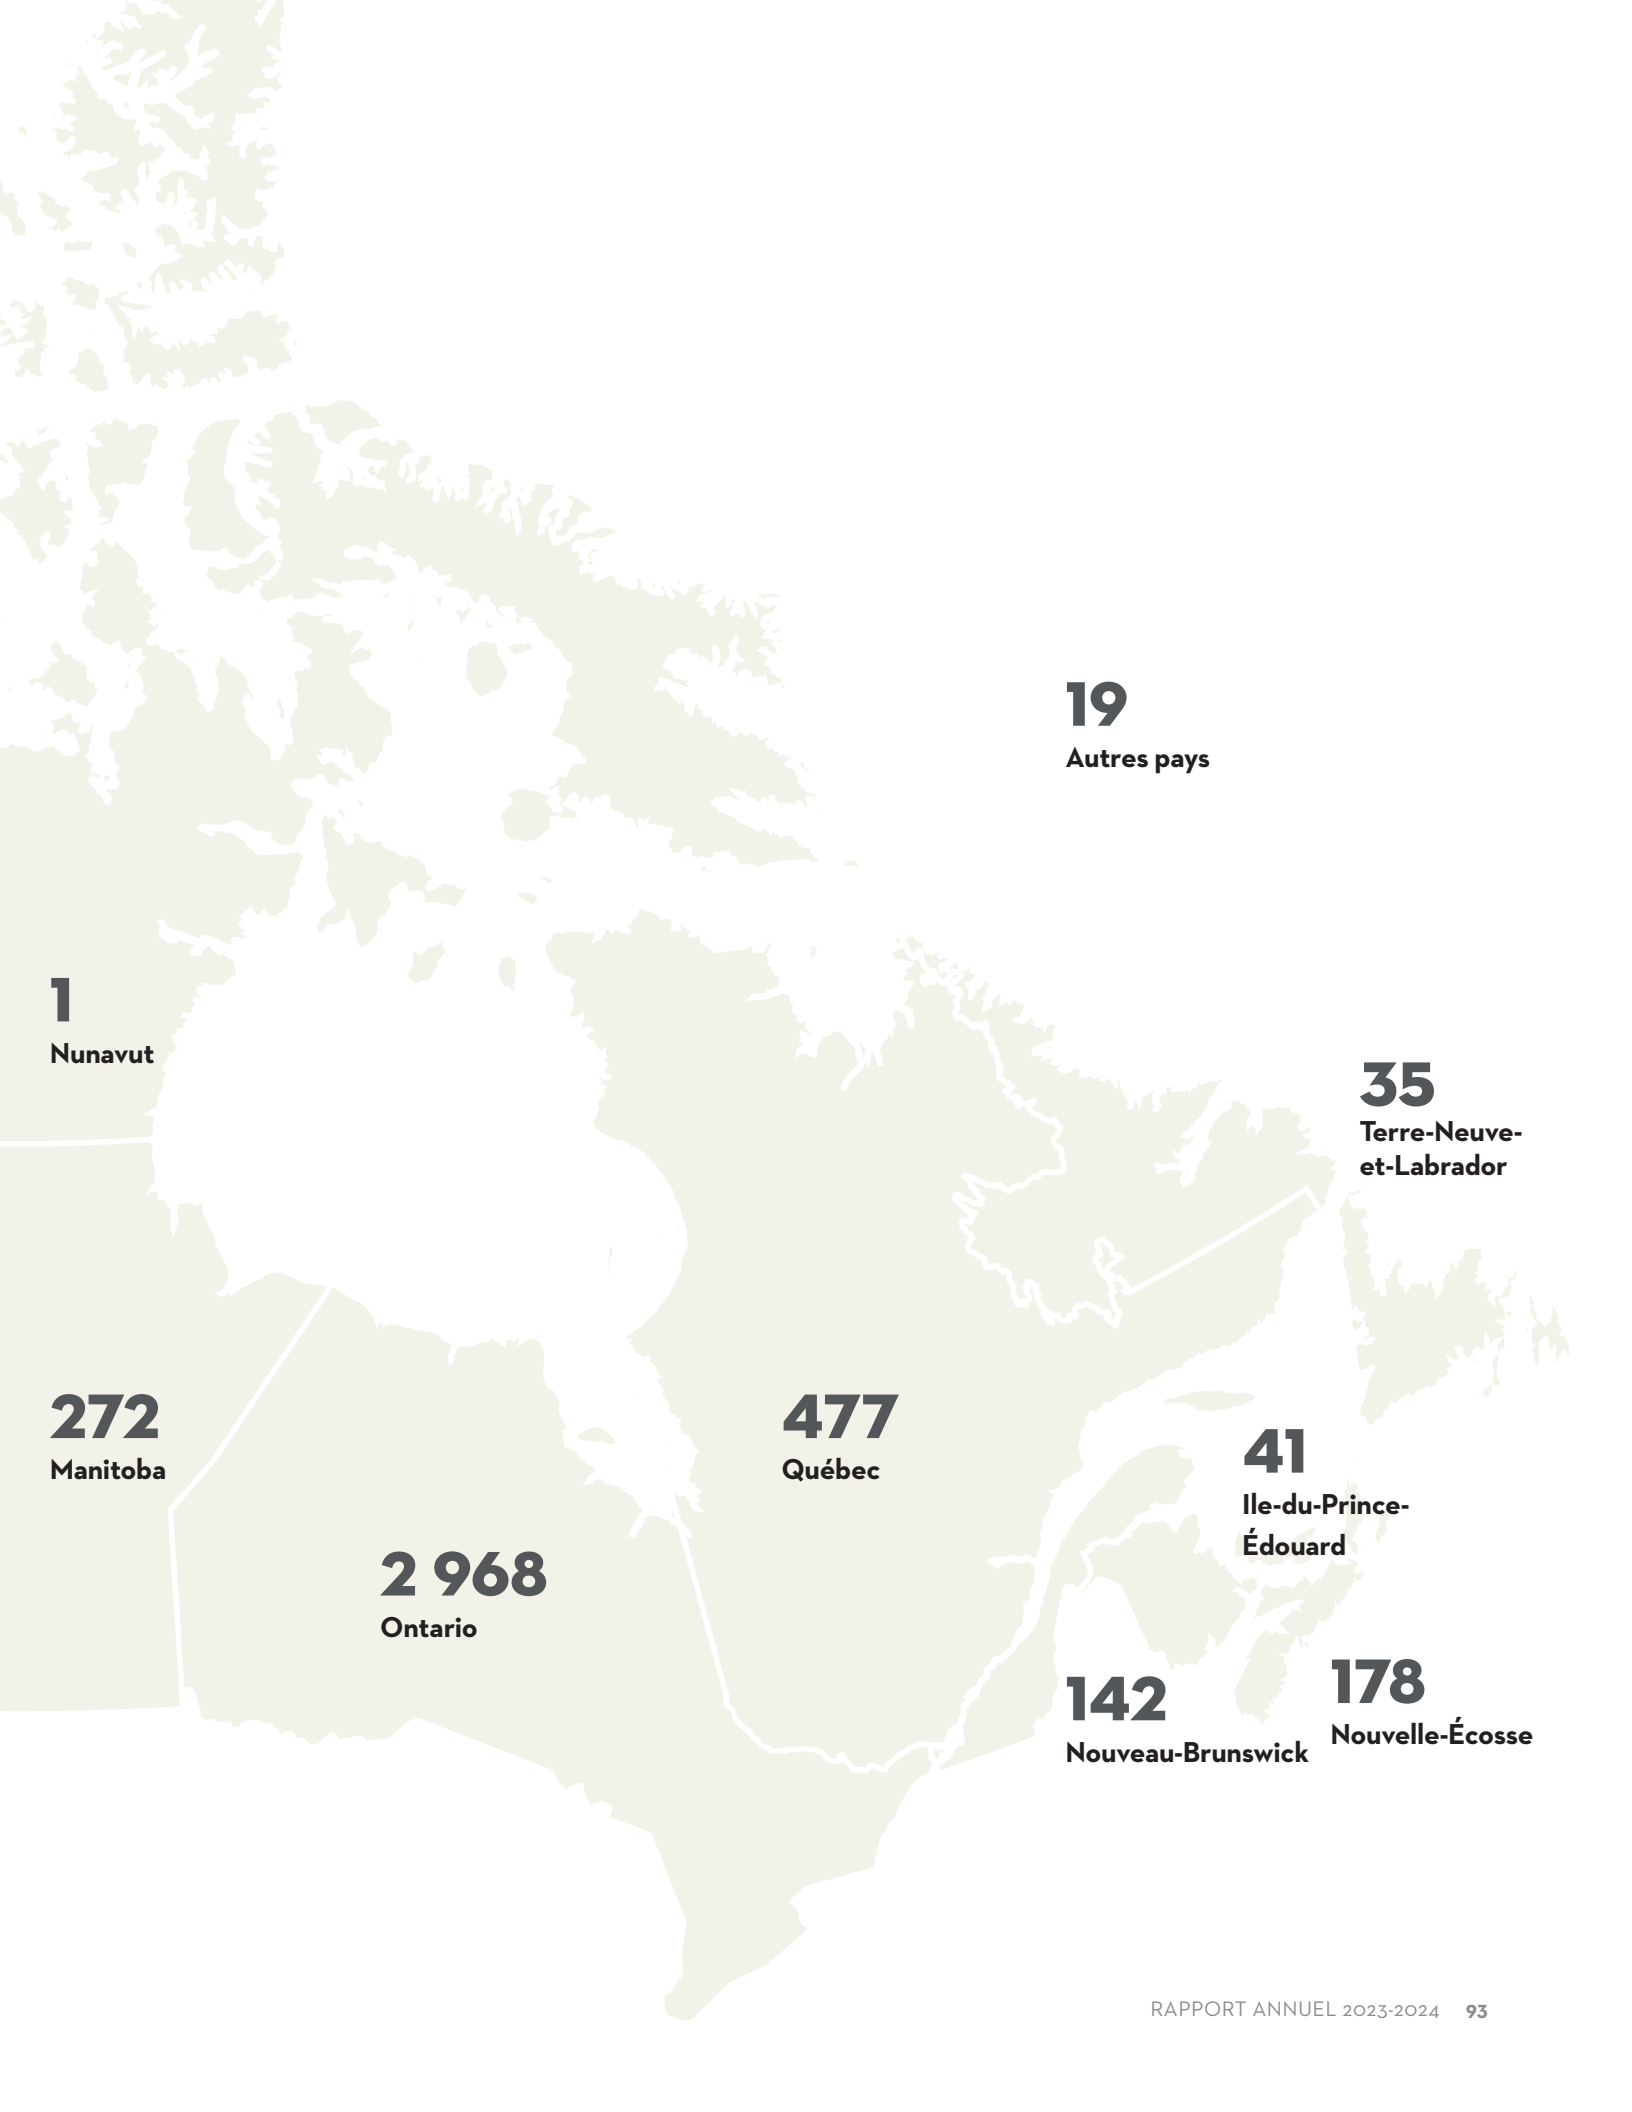 19
Autres pays
1
Nunavut
35
Terre-Neuve-
et-Labrador
272
Manitoba
477
Québec
41
Ile-du-Prince-
Édouard
2 968
Ontario
142
Nouveau-Brunswick
178
Nouvelle-Écosse
RAPPORT ANNUEL 2023-2024 93